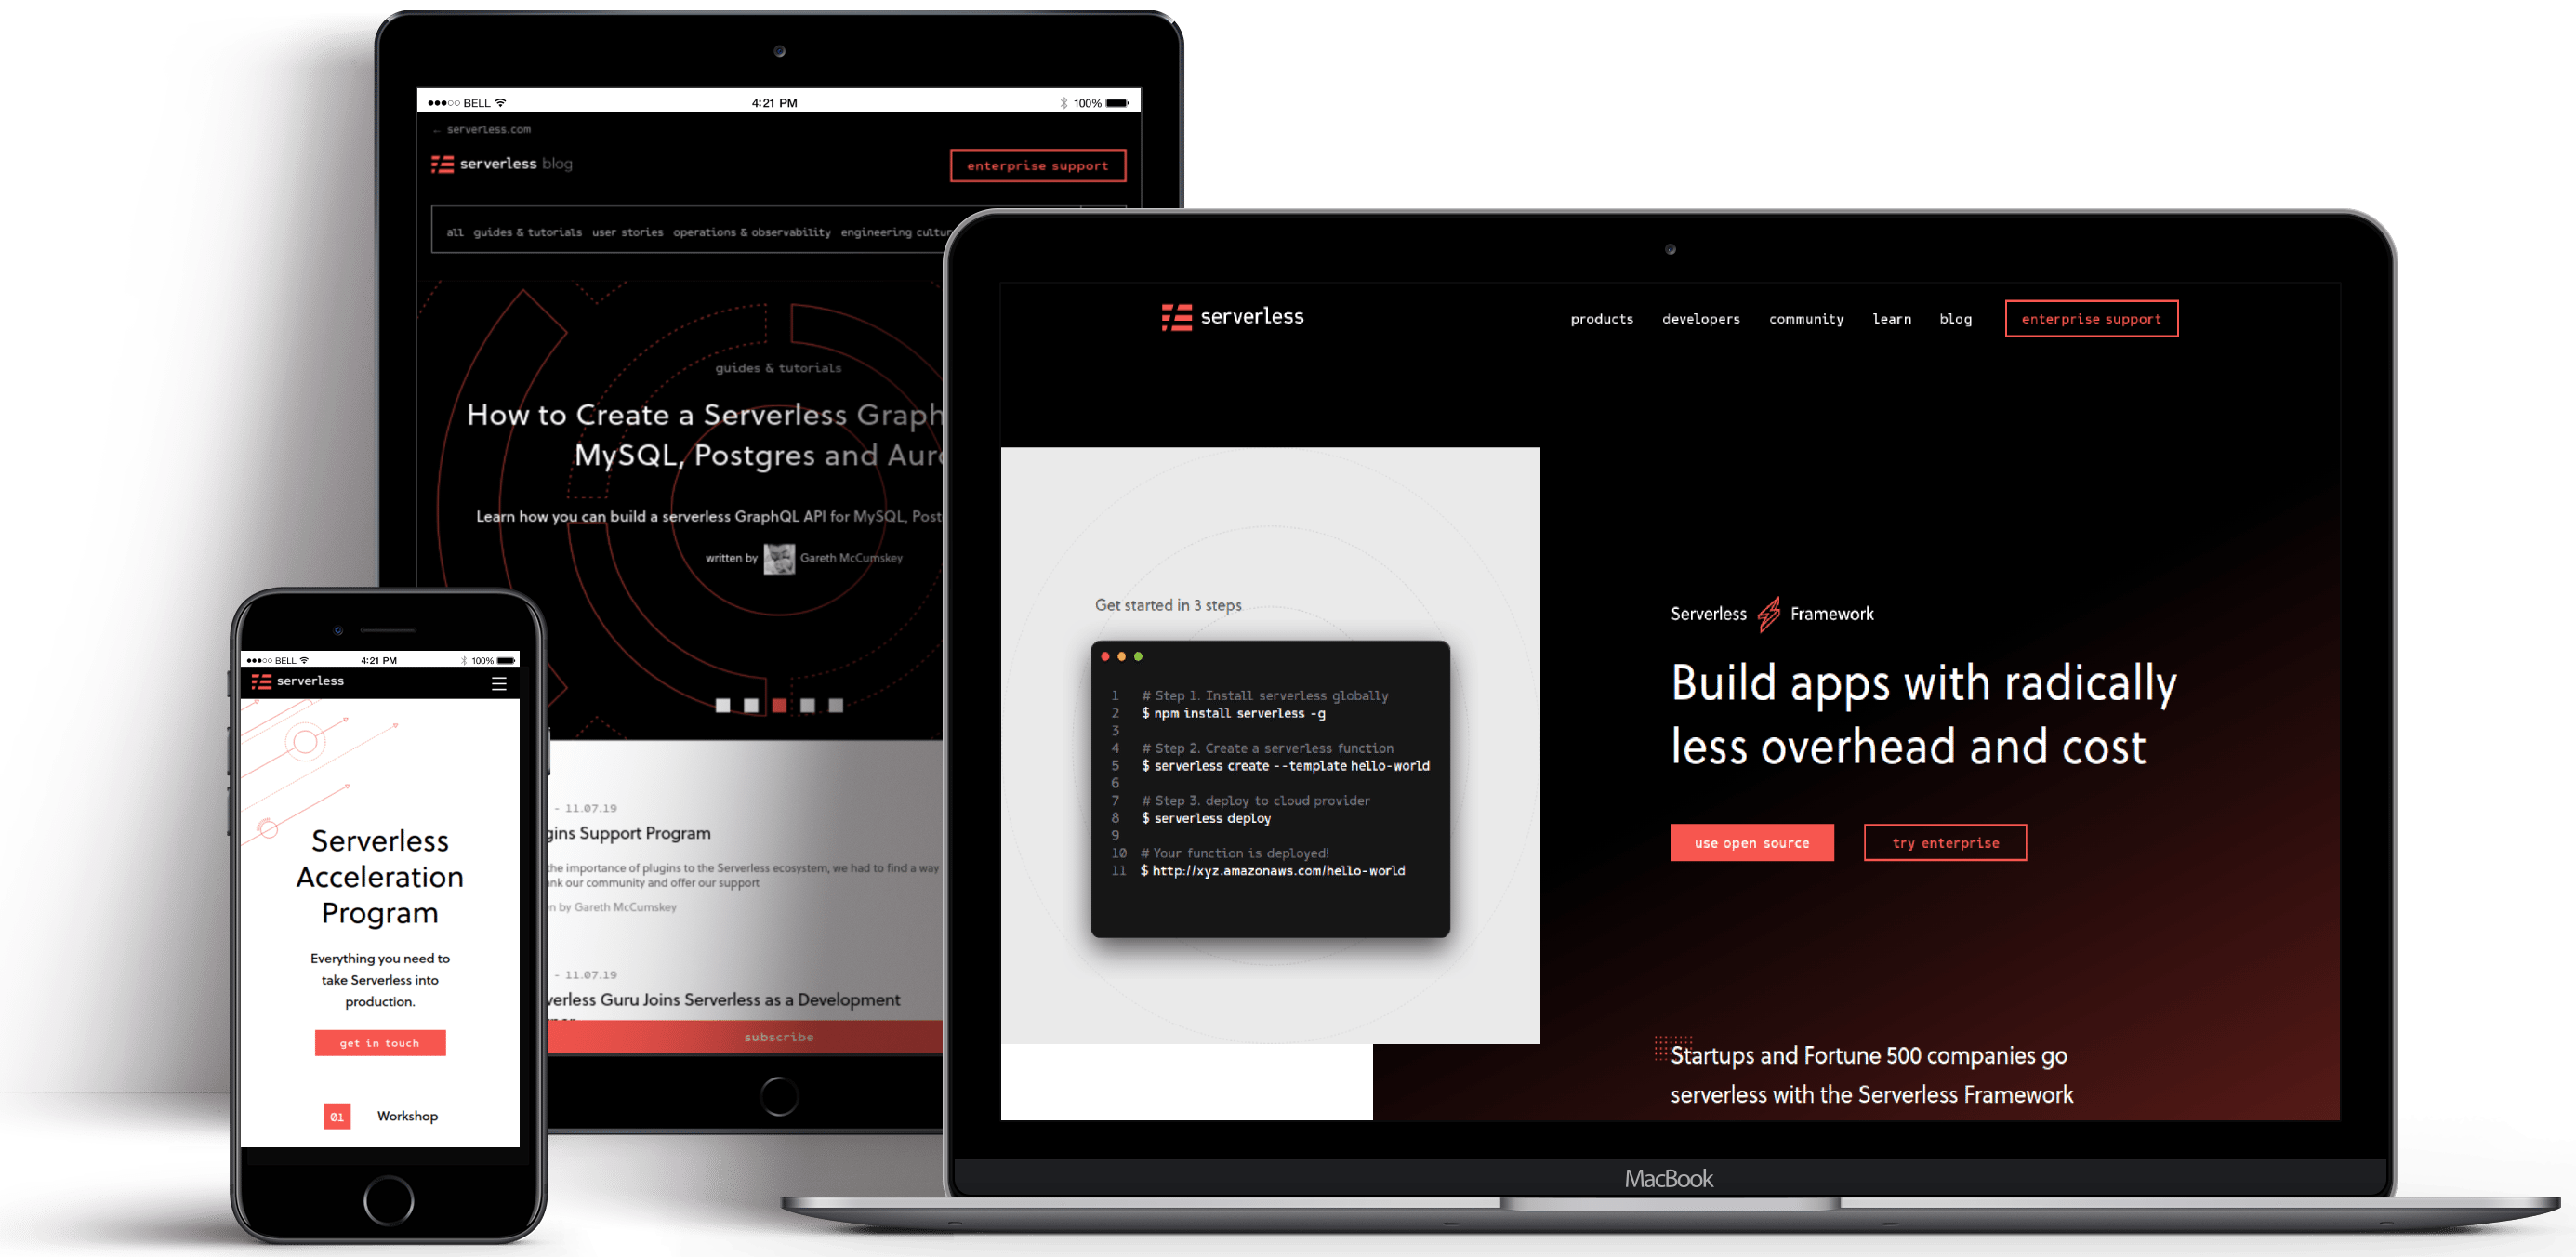 BELL
4:21 PM
100%
← serverless.com
serverless blog
enterprise support
all guides & tutorials user stories operations & observability engineering
guides & tutorials
How to Create a Serverless
MySQL, Postgres and
Learn how you can build a serverless GraphQL API for MySQL,
written by Gareth McCumskey
- 11.07.19
Support Program
the importance of plugins to the Serverless ecosystem, we had to find a way
our community and offer our support
by Gareth McCumskey
- 11.07.19
Guru Joins Serverless as a Development
subscribe
BELL
4:21 PM
100%
serverless
Serverless
Acceleration
Program
Everything you need to
take Serverless into
production.
get in touch
01 Workshop
serverless
products developers community learn blog enterprise support
Get started in 3 steps
1 # Step 1. Install serverless globally
2 $ npm install serverless -g
3
4 # Step 2. Create a serverless function
5 $ serverless create --template hello-world
6
7 # Step 3. deploy to cloud provider
8 $ serverless deploy
9
10 # Your function is deployed!
11 $ http://xyz.amazonaws.com/hello-world
Serverless Framework
Build apps with radically
less overhead and cost
use open source
try enterprise
Startups and Fortune 500 companies go
serverless with the Serverless Framework
MacBook